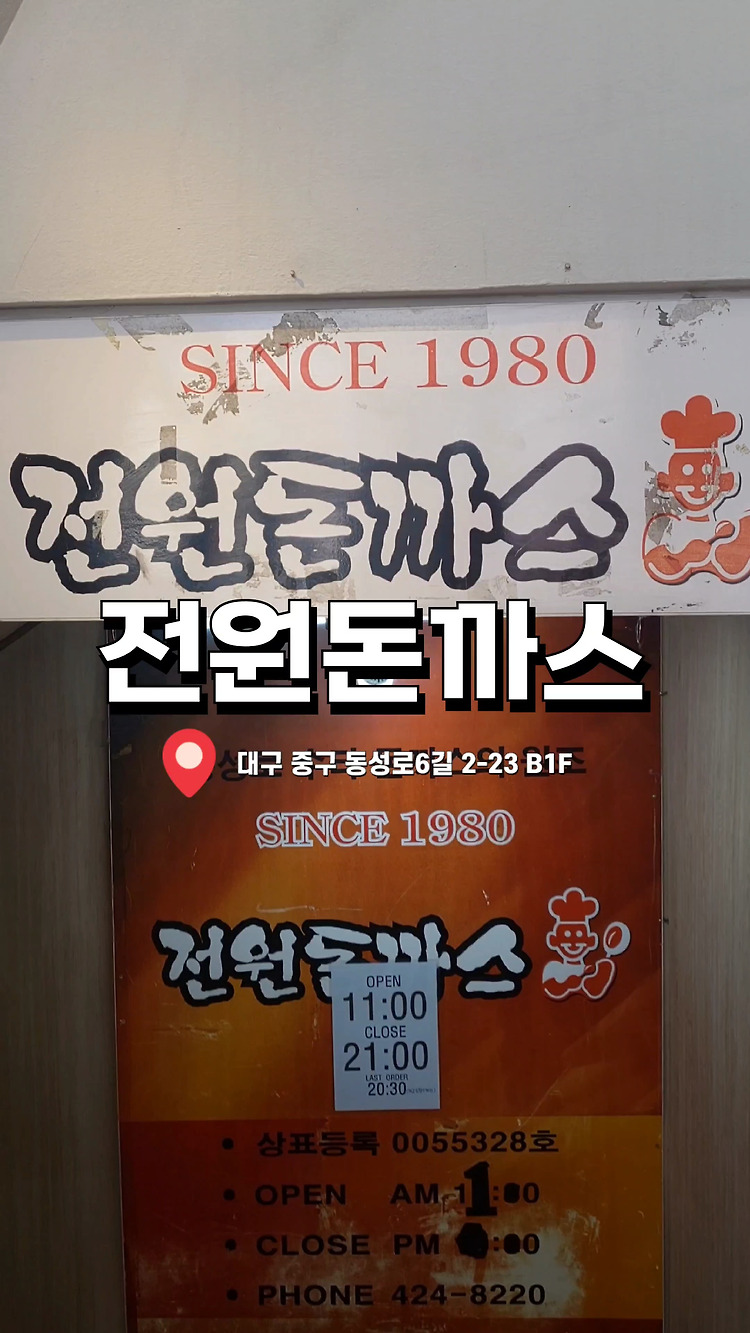 SINCE 1980
전원돈까스
전원돈까스
대구 중구 동성로6길 2-23 B1F
SINCE 1980
전원돈까스
OPEN
11:00
CLOSE
21:00
LAST ORDER
20:30
상표등록 0055328호
OPEN AM 11:00
CLOSE PM
PHONE 424-8220